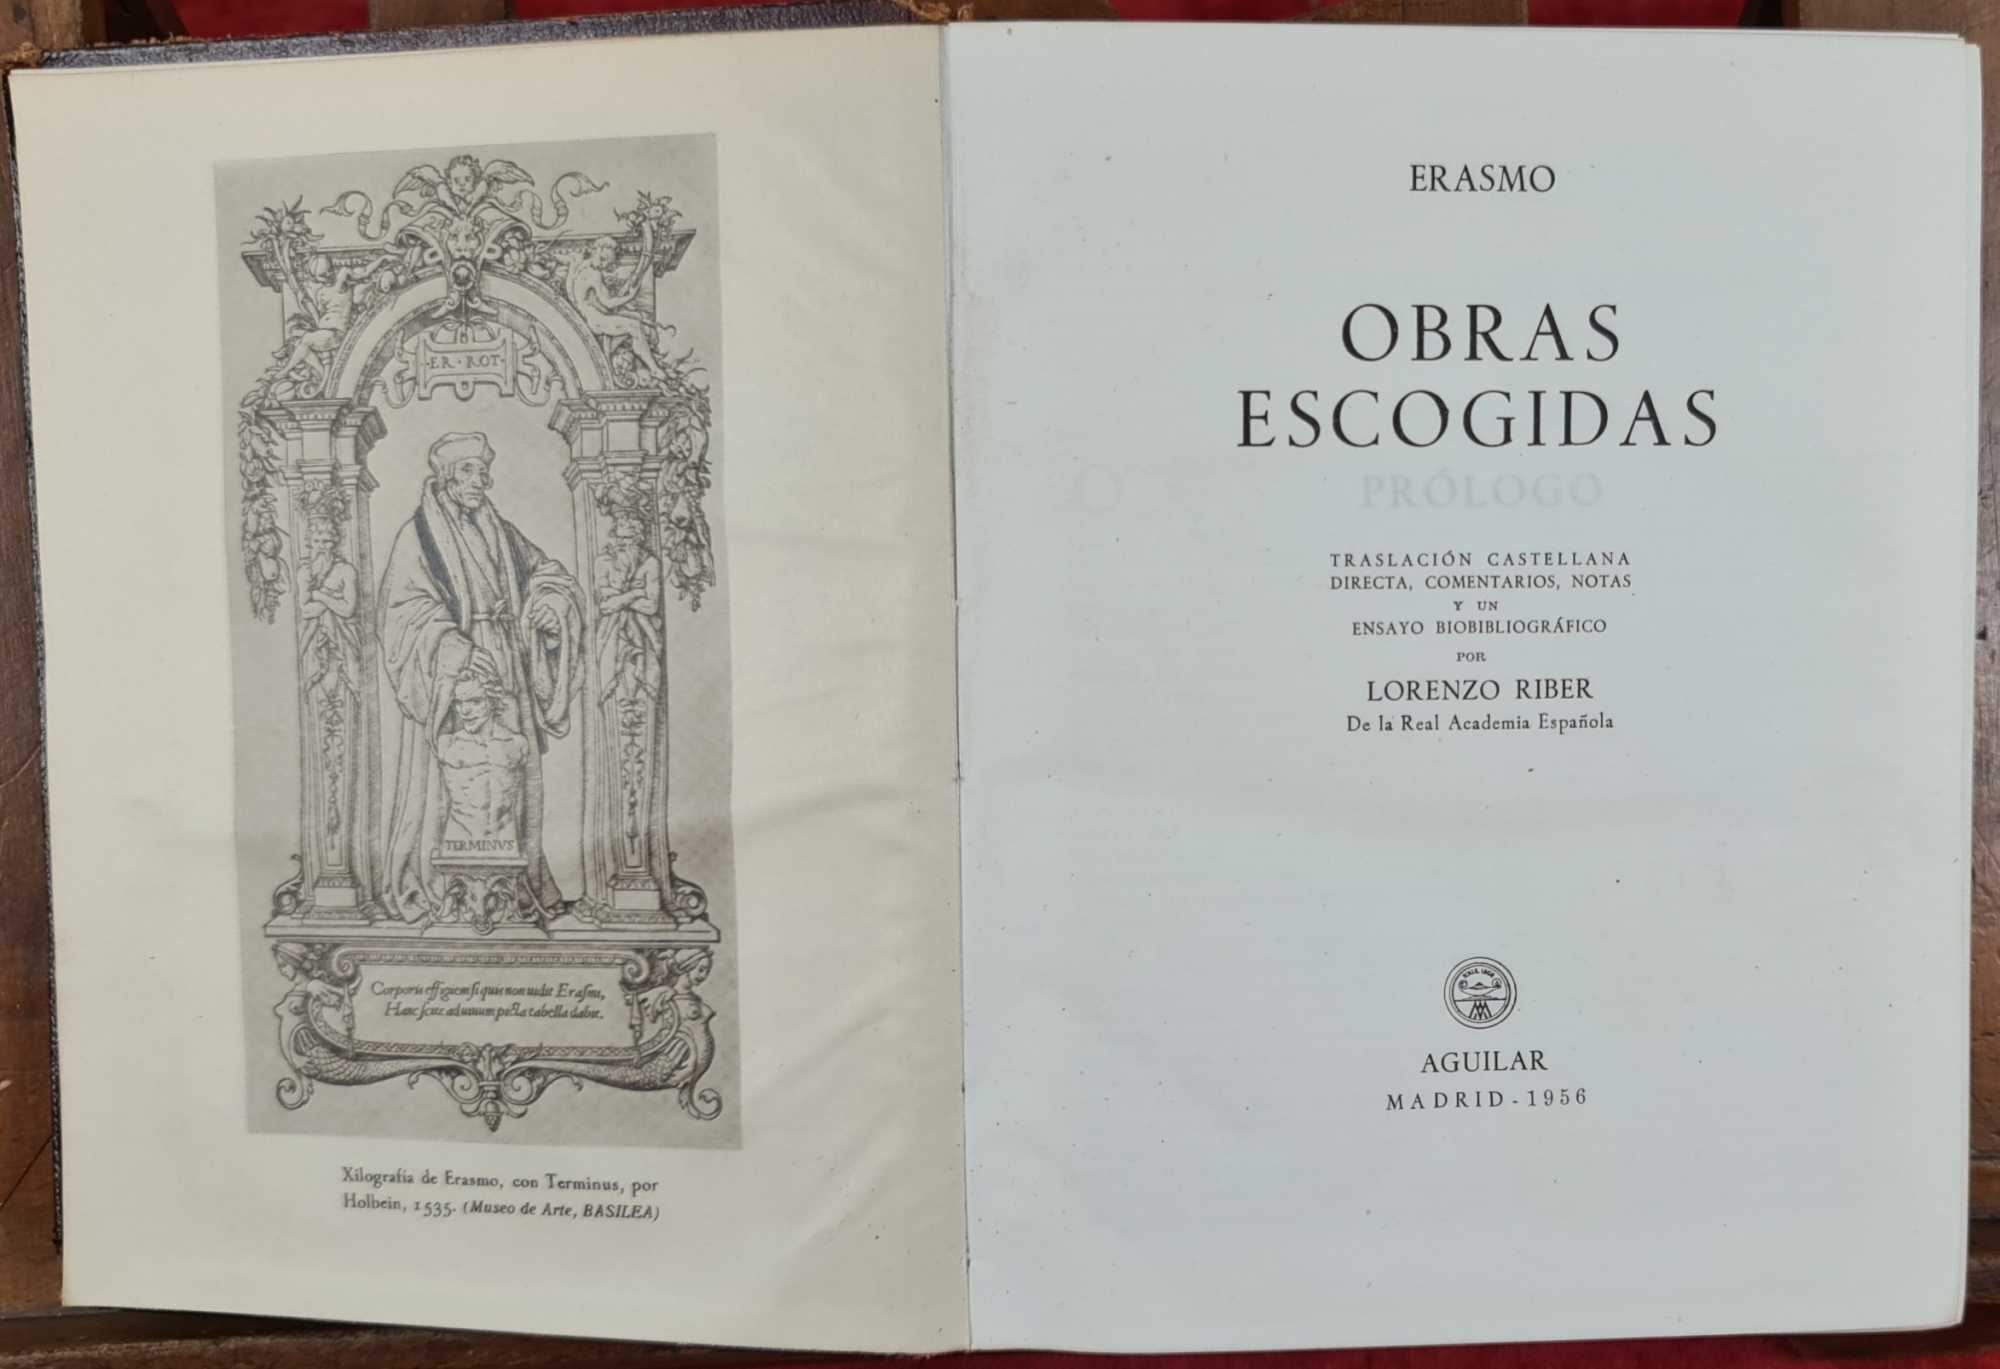 ·ER·ROT·
TERMINVS
Corporis effigiem si quis non uidit Erasmi,
Hanc scite ad uiuum picta tabella dabit.
Xilografía de Erasmo, con Terminus, por
Holbein, 1535. (Museo de Arte, BASILEA)
ERASMO
OBRAS
ESCOGIDAS
PRÓLOGO
TRASLACIÓN CASTELLANA
DIRECTA, COMENTARIOS, NOTAS
Y UN
ENSAYO BIOBIBLIOGRÁFICO
POR
LORENZO RIBER
De la Real Academia Española
AGUILAR
MADRID - 1956